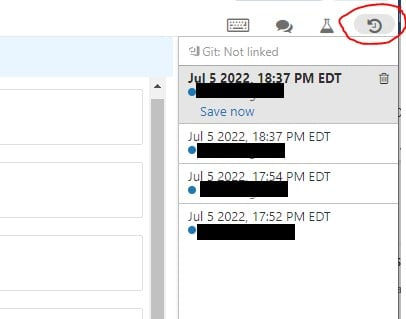 Git: Not linked
Jul 5 2022, 18:37 PM EDT
Save now
Jul 5 2022, 18:37 PM EDT
Jul 5 2022, 17:54 PM EDT
Jul 5 2022, 17:52 PM EDT